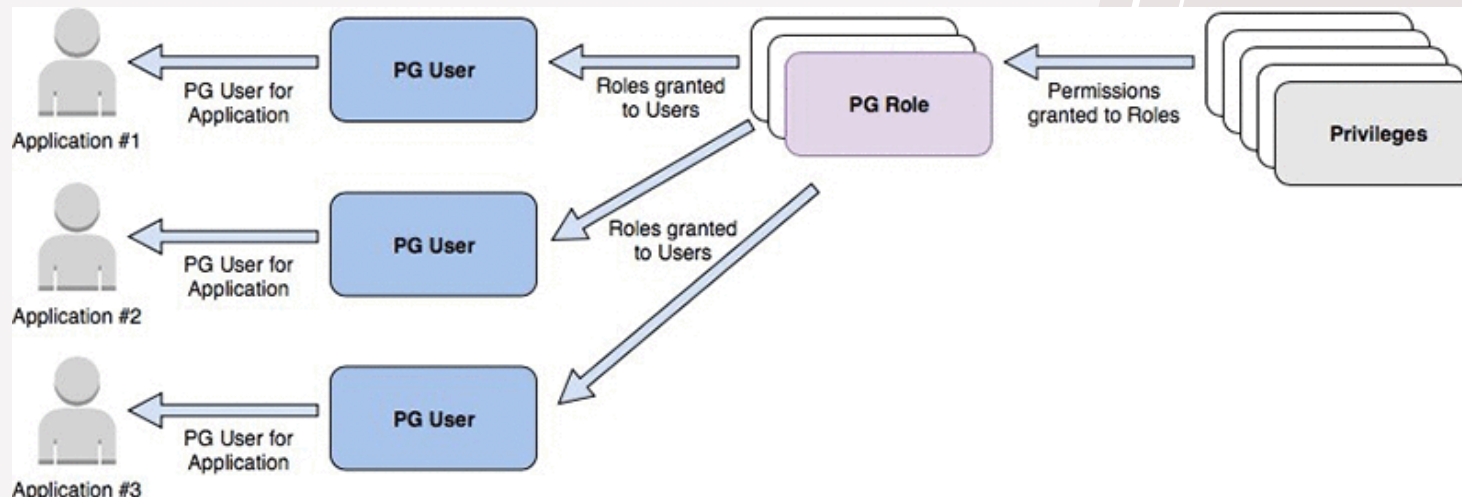 PG User
PG User for
Application
Application #1
Roles granted
to Users
PG Role
Permissions
granted to Roles
Privileges
PG User
PG User for
Application
Application #2
Roles granted
to Users
PG User
PG User for
Application
Application #3